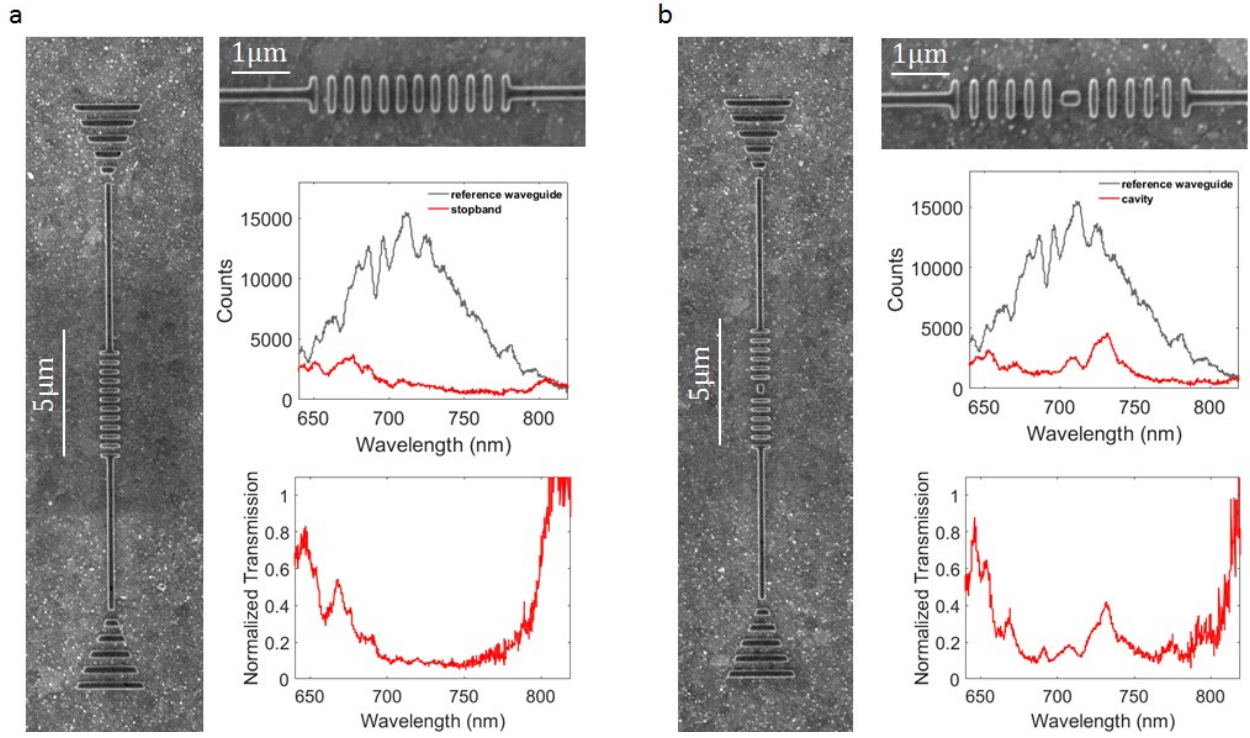 a
5μm
1μm
reference waveguide
stopband
15000
10000
5000
0
Counts
650 700 750 800
Wavelength (nm)
1
0.8
0.6
0.4
0.2
0
Normalized Transmission
650 700 750 800
Wavelength (nm)
b
5μm
1μm
reference waveguide
cavity
15000
10000
5000
0
Counts
650 700 750 800
Wavelength (nm)
1
0.8
0.6
0.4
0.2
0
Normalized Transmission
650 700 750 800
Wavelength (nm)